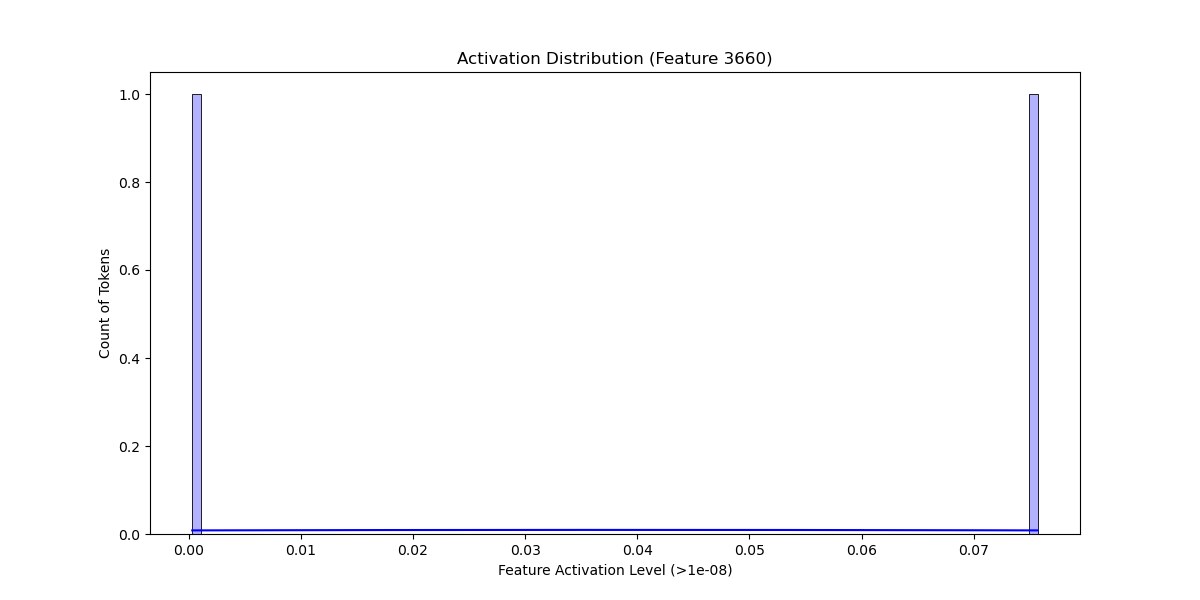 Activation Distribution (Feature 3660)
Count of Tokens
1.0
0.8
0.6
0.4
0.2
0.0
0.00 0.01 0.02 0.03 0.04 0.05 0.06 0.07
Feature Activation Level (>1e-08)